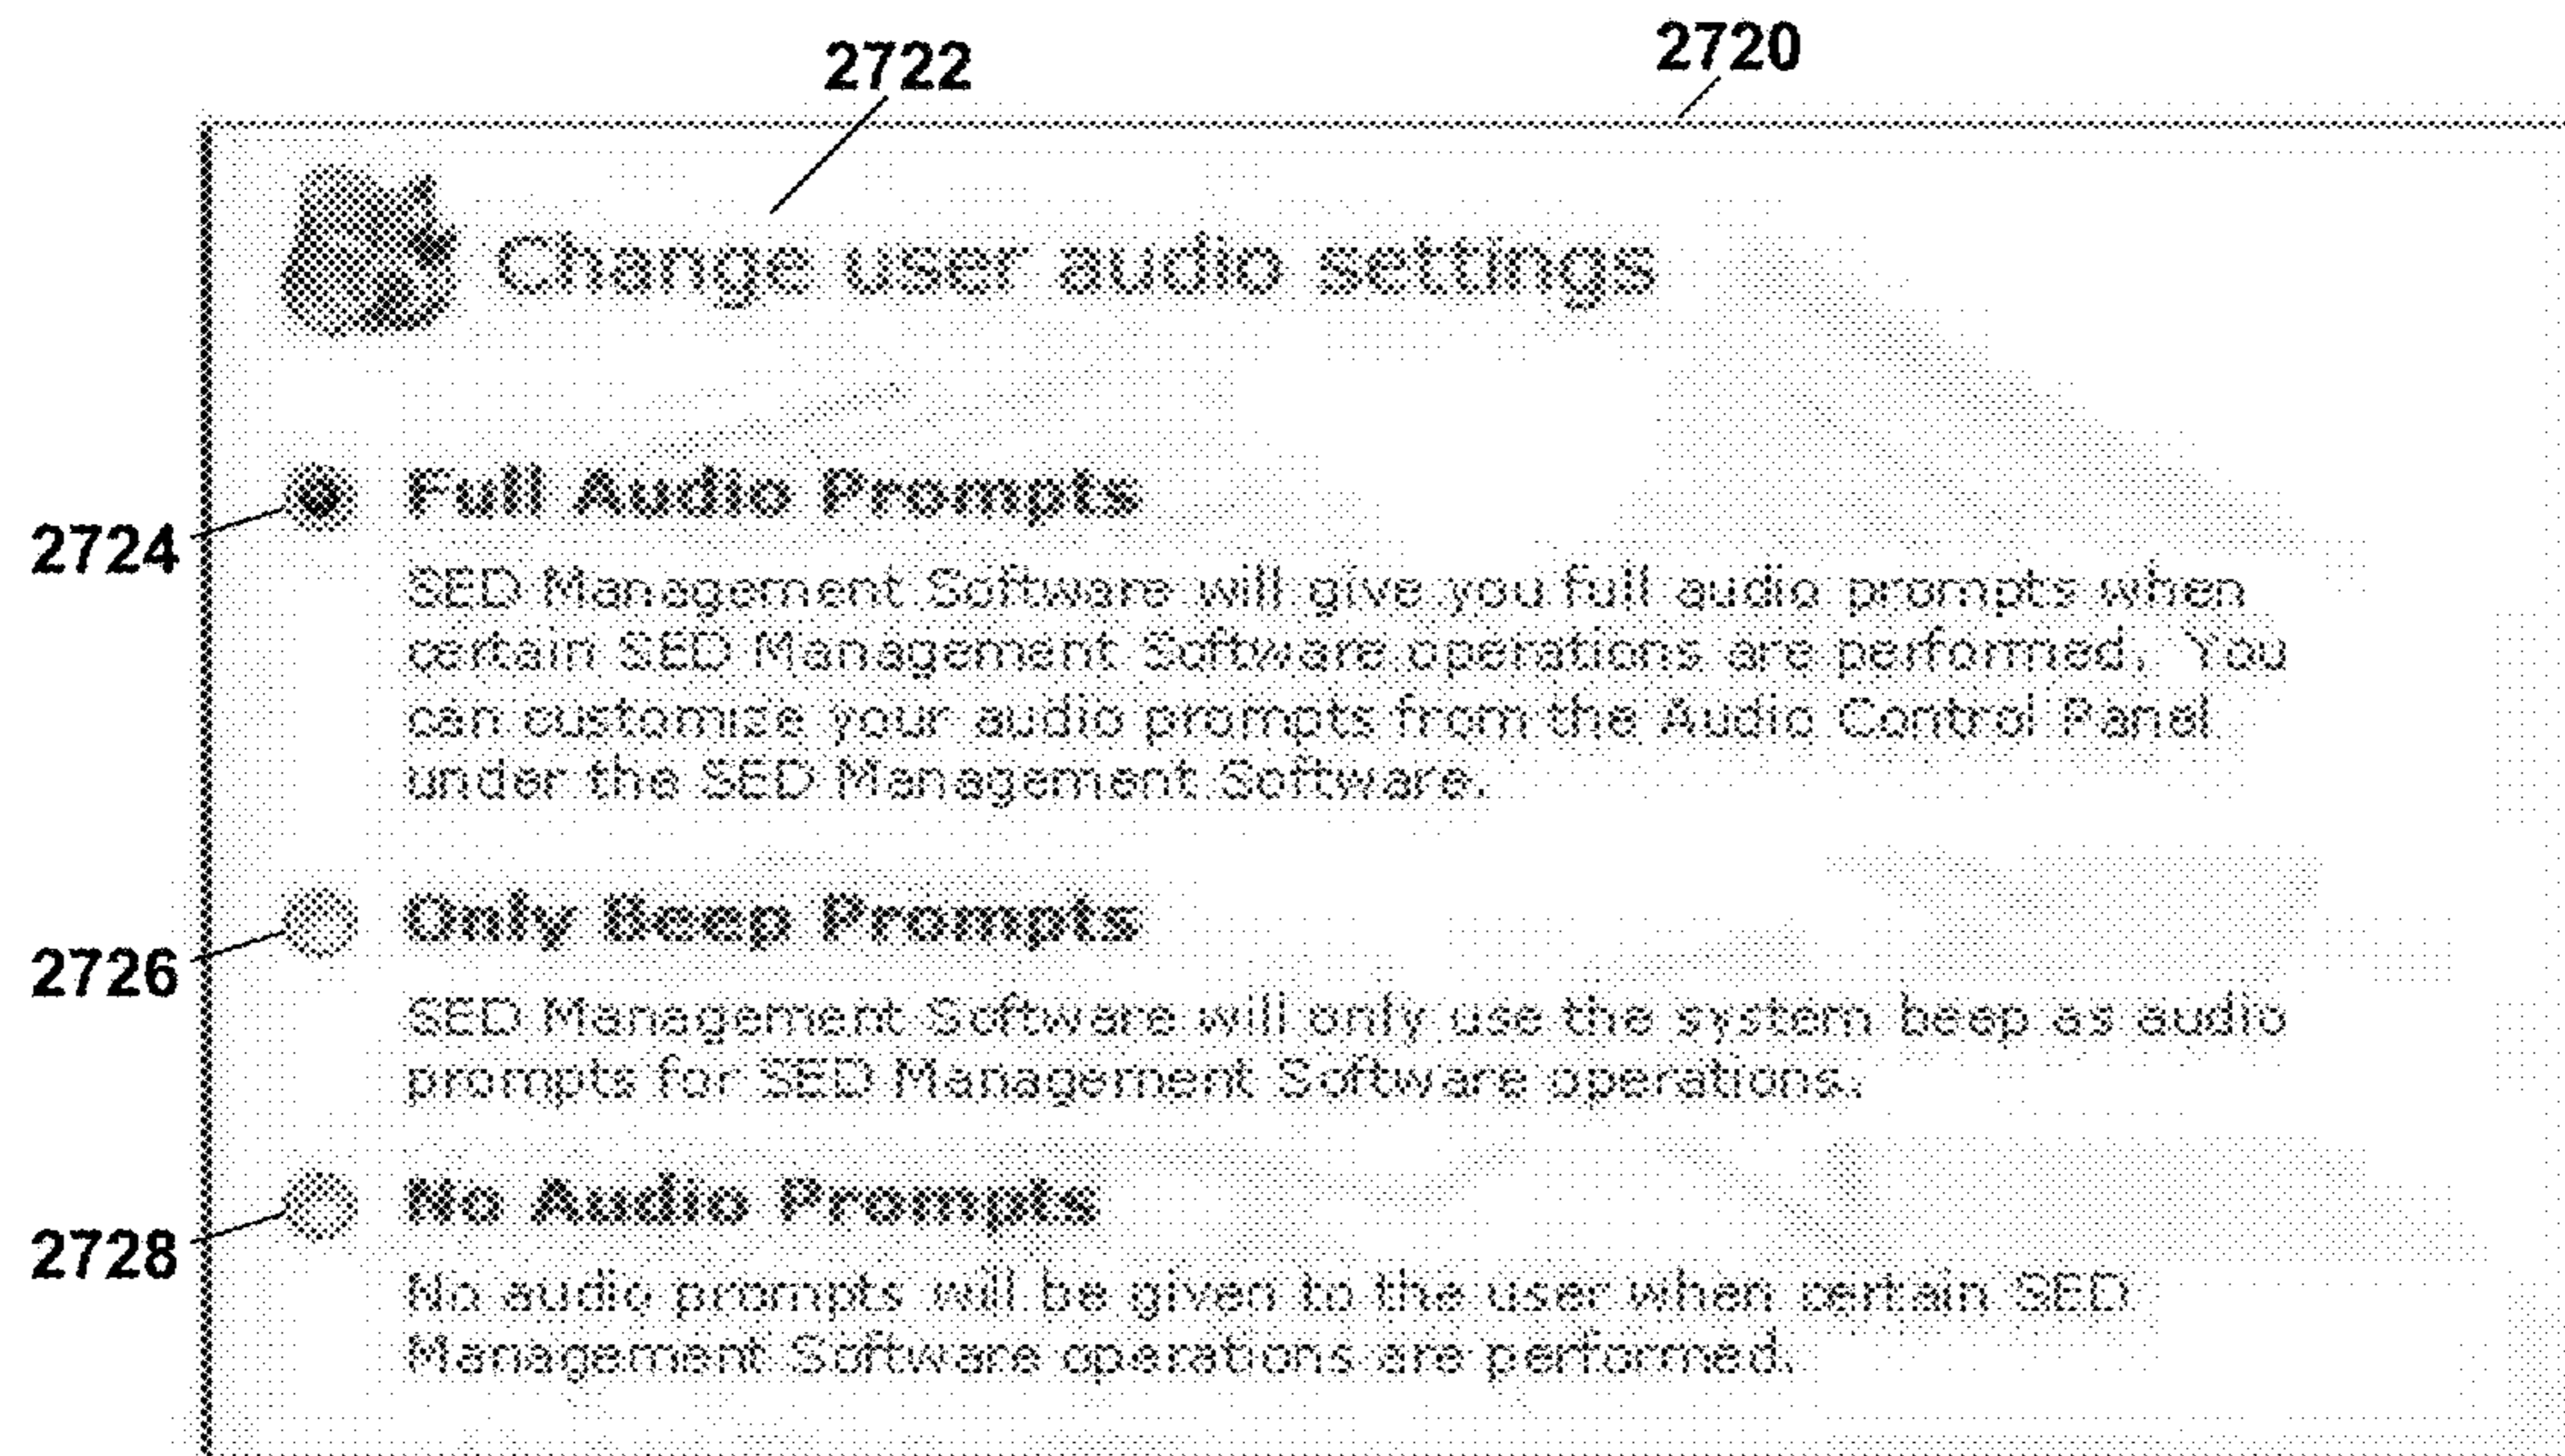 2722
2720
Change user audio settings
2724
Full Audio Prompts
SED Management Software will give you full audio prompts when
certain SED Management Software operations are performed. You
can customize your audio prompts from the Audio Control Panel
under the SED Management Software.
2726
Only Beep Prompts
SED Management Software will only use the system beep as audio
prompts for SED Management Software operations.
2728
No Audio Prompts
No audio prompts will be given to the user when certain SED
Management Software operations are performed.